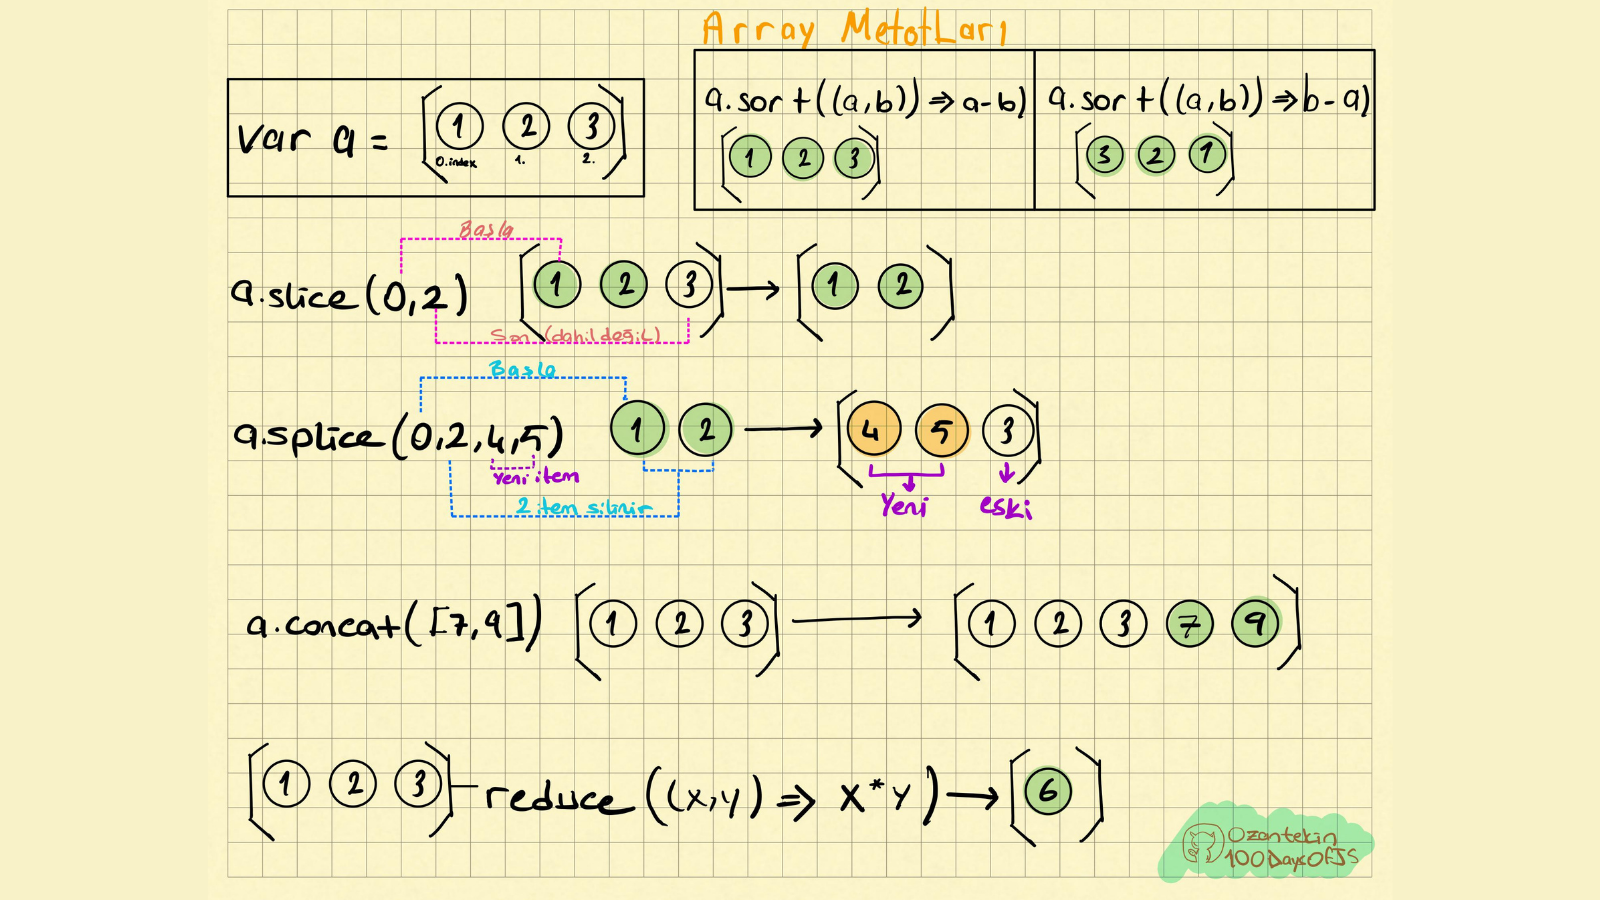 Array Metotları
var a = [1 2 3]
0.index 1. 2.
a.sort((a,b)) => a-b)
[1 2 3]
a.sort((a,b)) => b-a)
[3 2 1]
Başla
a.slice(0,2) [1 2 3] → [1 2]
Son (dahil değil)
Başla
a.splice(0,2,4,5) 1 2 → [4 5 3]
Yeni item
2 item silinir
Yeni eski
a.concat([7,9]) [1 2 3] → [1 2 3 7 9]
[1 2 3] reduce((x,y) => x*y) → [6]
Ozantekin
100DaysOfJS